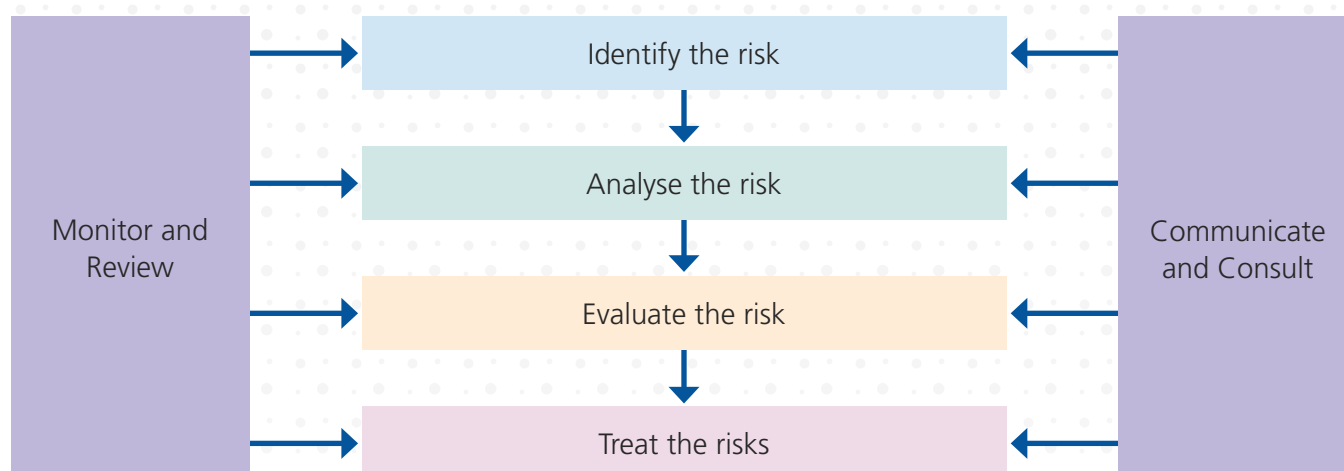 Identify the risk
Analyse the risk
Monitor and
Review
Communicate
and Consult
Evaluate the risk
Treat the risks